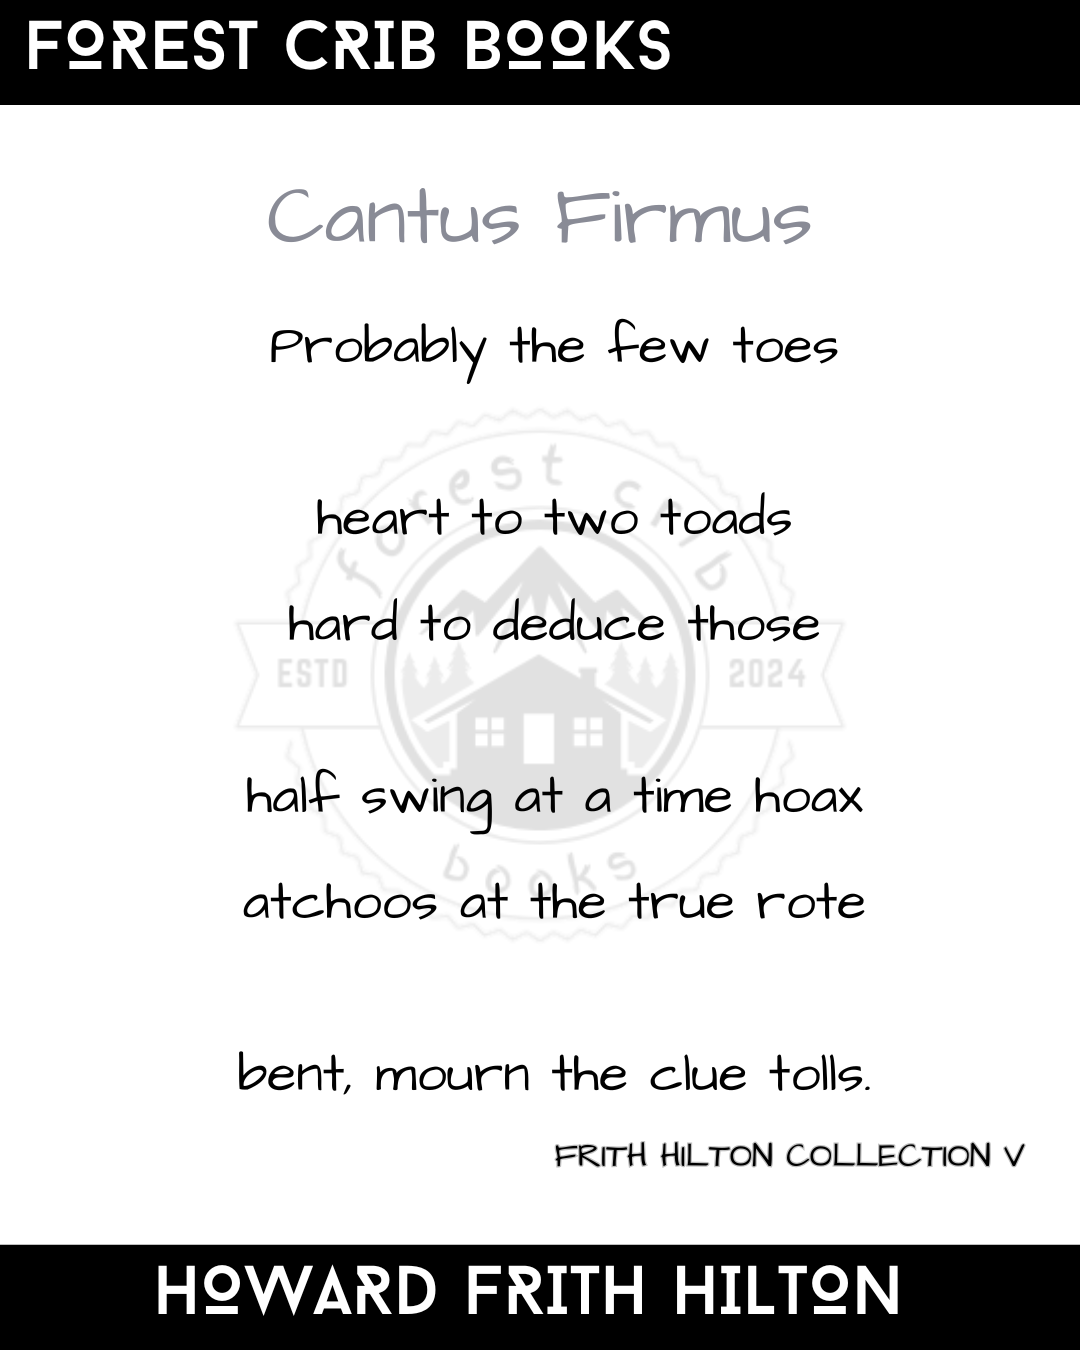 FOREST CRIB BOOKS
Cantus Firmus
Probably the few toes
heart to two toads
hard to deduce those
half swing at a time hoax
atchoos at the true rote
bent, mourn the clue tolls.
FRITH HILTON COLLECTION V
forest crib
ESTD 2024
books
HOWARD FRITH HILTON